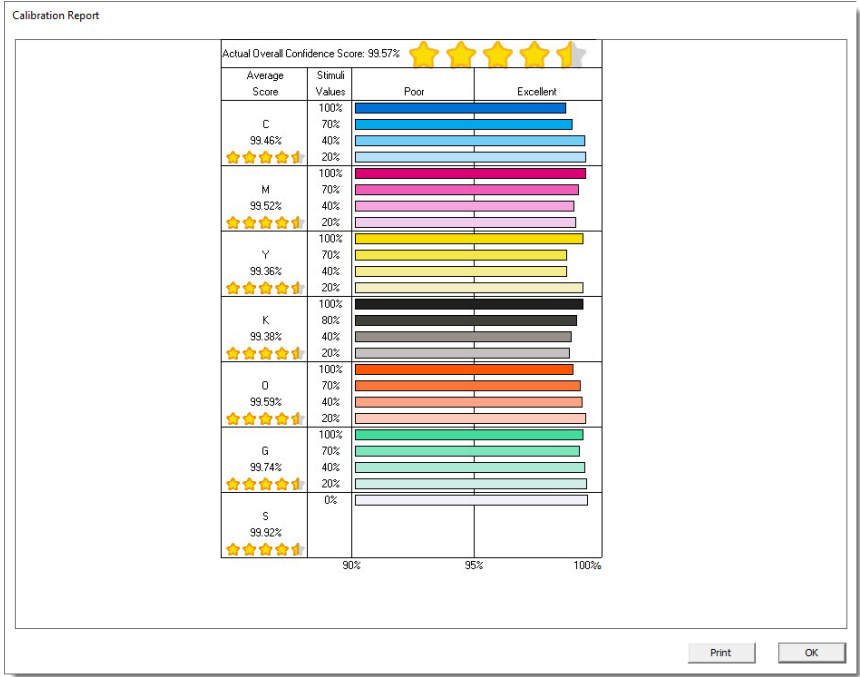 Calibration Report
Actual Overall Confidence Score: 99.57%
Average Score
Stimuli Values
Poor
Excellent
C
99.46%
100%
70%
40%
20%
M
99.52%
100%
70%
40%
20%
Y
99.36%
100%
70%
40%
20%
K
99.38%
100%
80%
40%
20%
O
99.59%
100%
70%
40%
20%
G
99.74%
100%
70%
40%
20%
S
99.92%
0%
90%
95%
100%
Print
OK